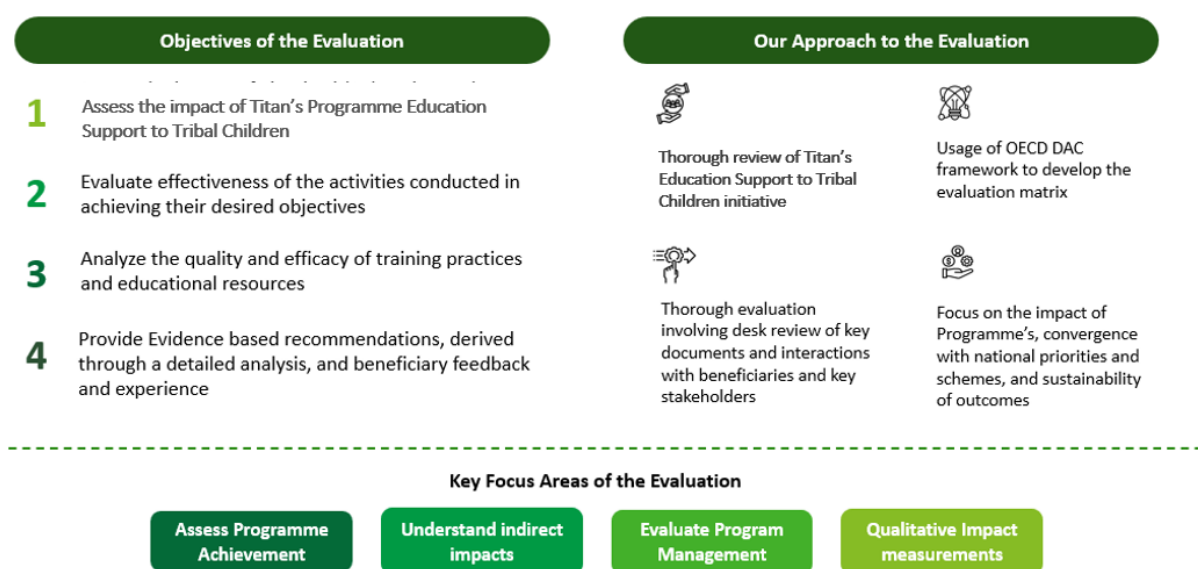 Objectives of the Evaluation
1
Assess the impact of Titan's Programme Education
Support to Tribal Children
2
Evaluate effectiveness of the activities conducted in
achieving their desired objectives
3
Analyze the quality and efficacy of training practices
and educational resources
4
Provide Evidence based recommendations, derived
through a detailed analysis, and beneficiary feedback
and experience
Our Approach to the Evaluation
Thorough review of Titan's
Education Support to Tribal
Children initiative
Usage of OECD DAC
framework to develop the
evaluation matrix
Thorough evaluation
involving desk review of key
documents and interactions
with beneficiaries and key
stakeholders
Focus on the impact of
Programme's, convergence
with national priorities and
schemes, and sustainability
of outcomes
Key Focus Areas of the Evaluation
Assess Programme
Achievement
Understand indirect
impacts
Evaluate Program
Management
Qualitative Impact
measurements